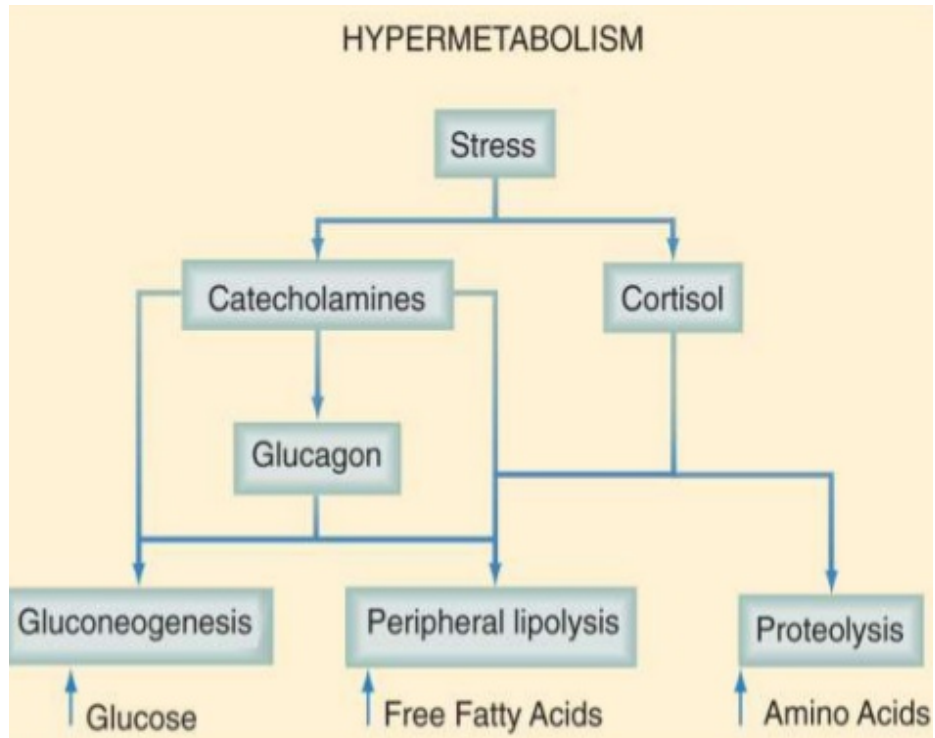 HYPERMETABOLISM
Stress
Catecholamines
Cortisol
Glucagon
Gluconeogenesis
Peripheral lipolysis
Proteolysis
Glucose
Free Fatty Acids
Amino Acids